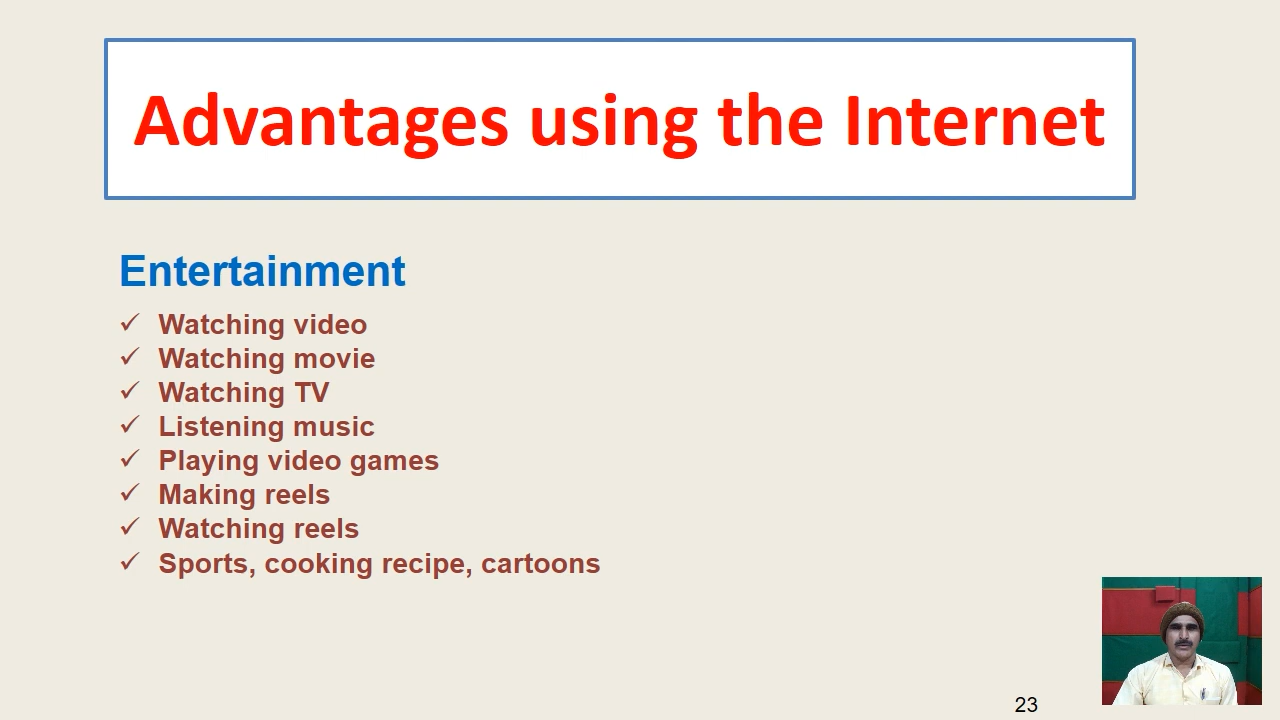 Advantages using the Internet
Entertainment
✓ Watching video
✓ Watching movie
✓ Watching TV
✓ Listening music
✓ Playing video games
✓ Making reels
✓ Watching reels
✓ Sports, cooking recipe, cartoons
23